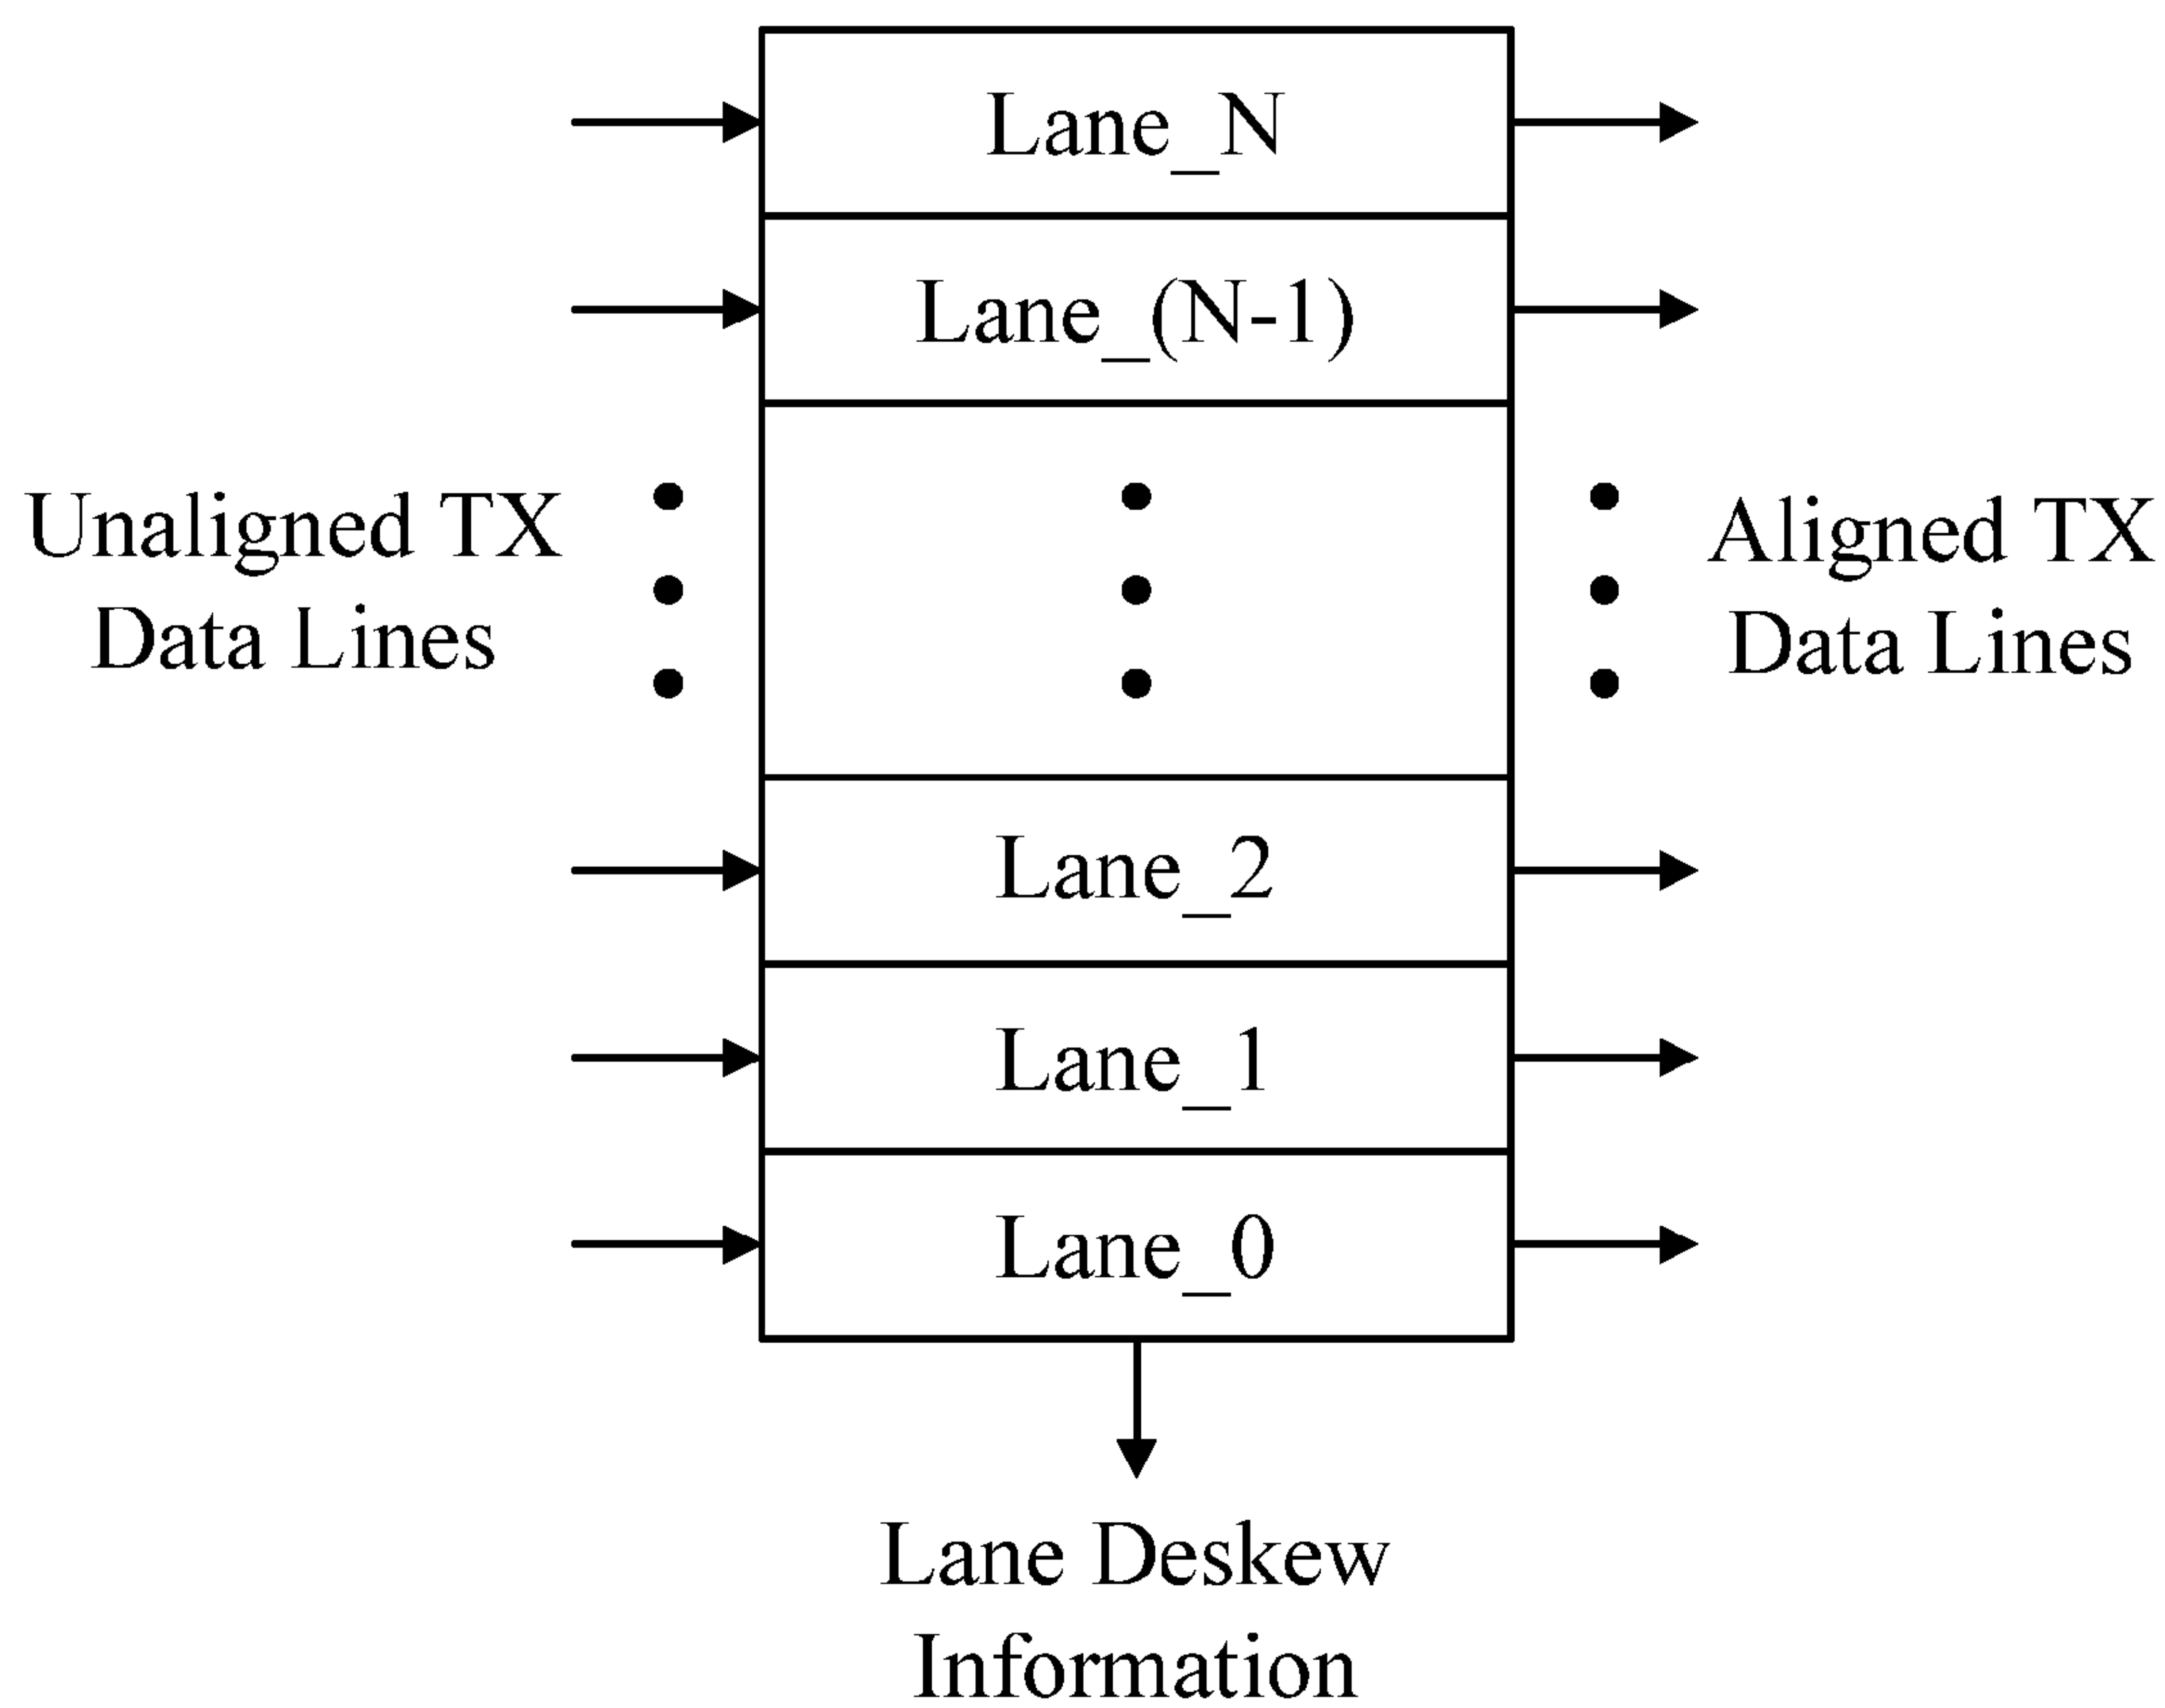 Lane_N
Lane_(N-1)
Unaligned TX
Data Lines
Aligned TX
Data Lines
Lane_2
Lane_1
Lane_0
Lane Deskew
Information